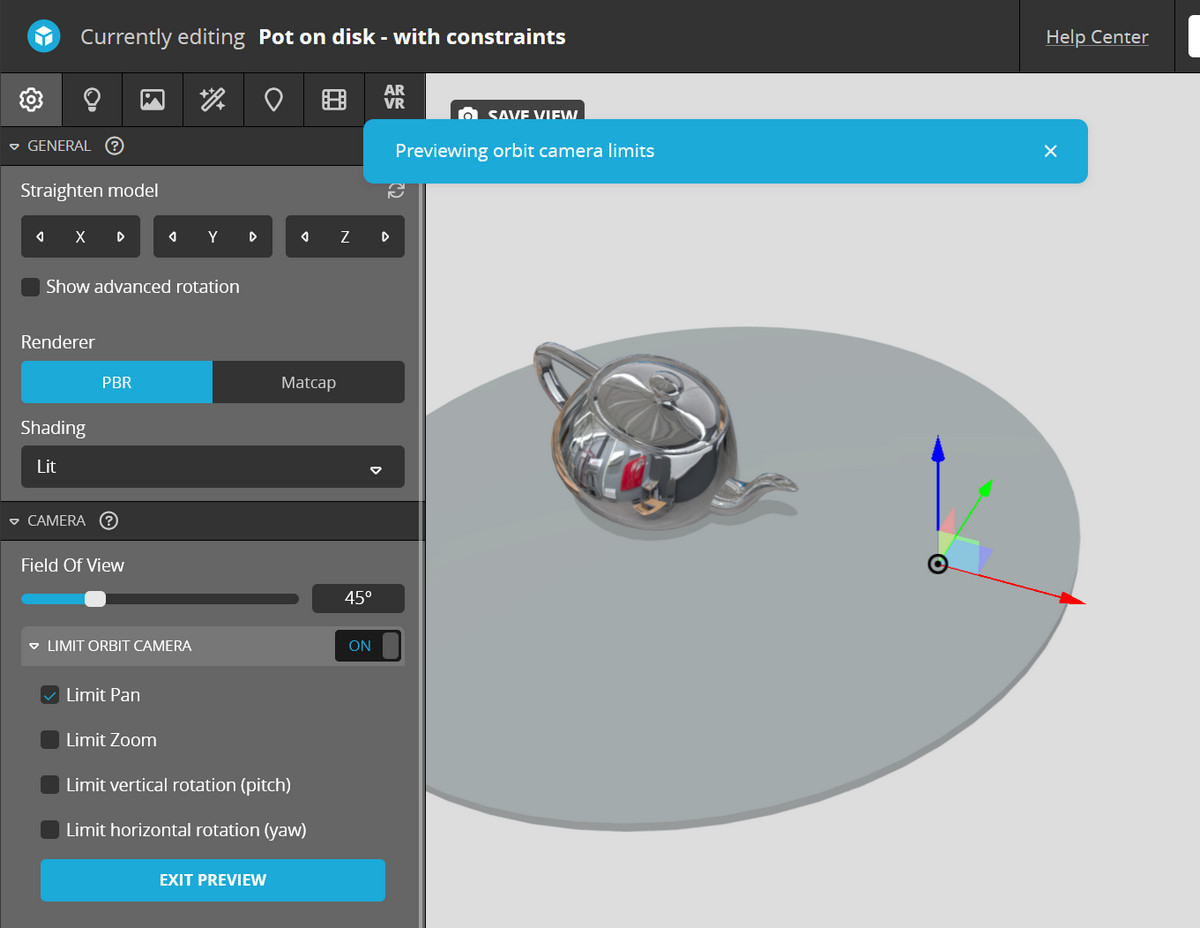 Currently editing Pot on disk - with constraints
Help Center
AR
VR
SAVE VIEW
Previewing orbit camera limits
GENERAL ?
Straighten model
X Y Z
Show advanced rotation
Renderer
PBR Matcap
Shading
Lit
CAMERA ?
Field Of View
45°
LIMIT ORBIT CAMERA ON
Limit Pan
Limit Zoom
Limit vertical rotation (pitch)
Limit horizontal rotation (yaw)
EXIT PREVIEW